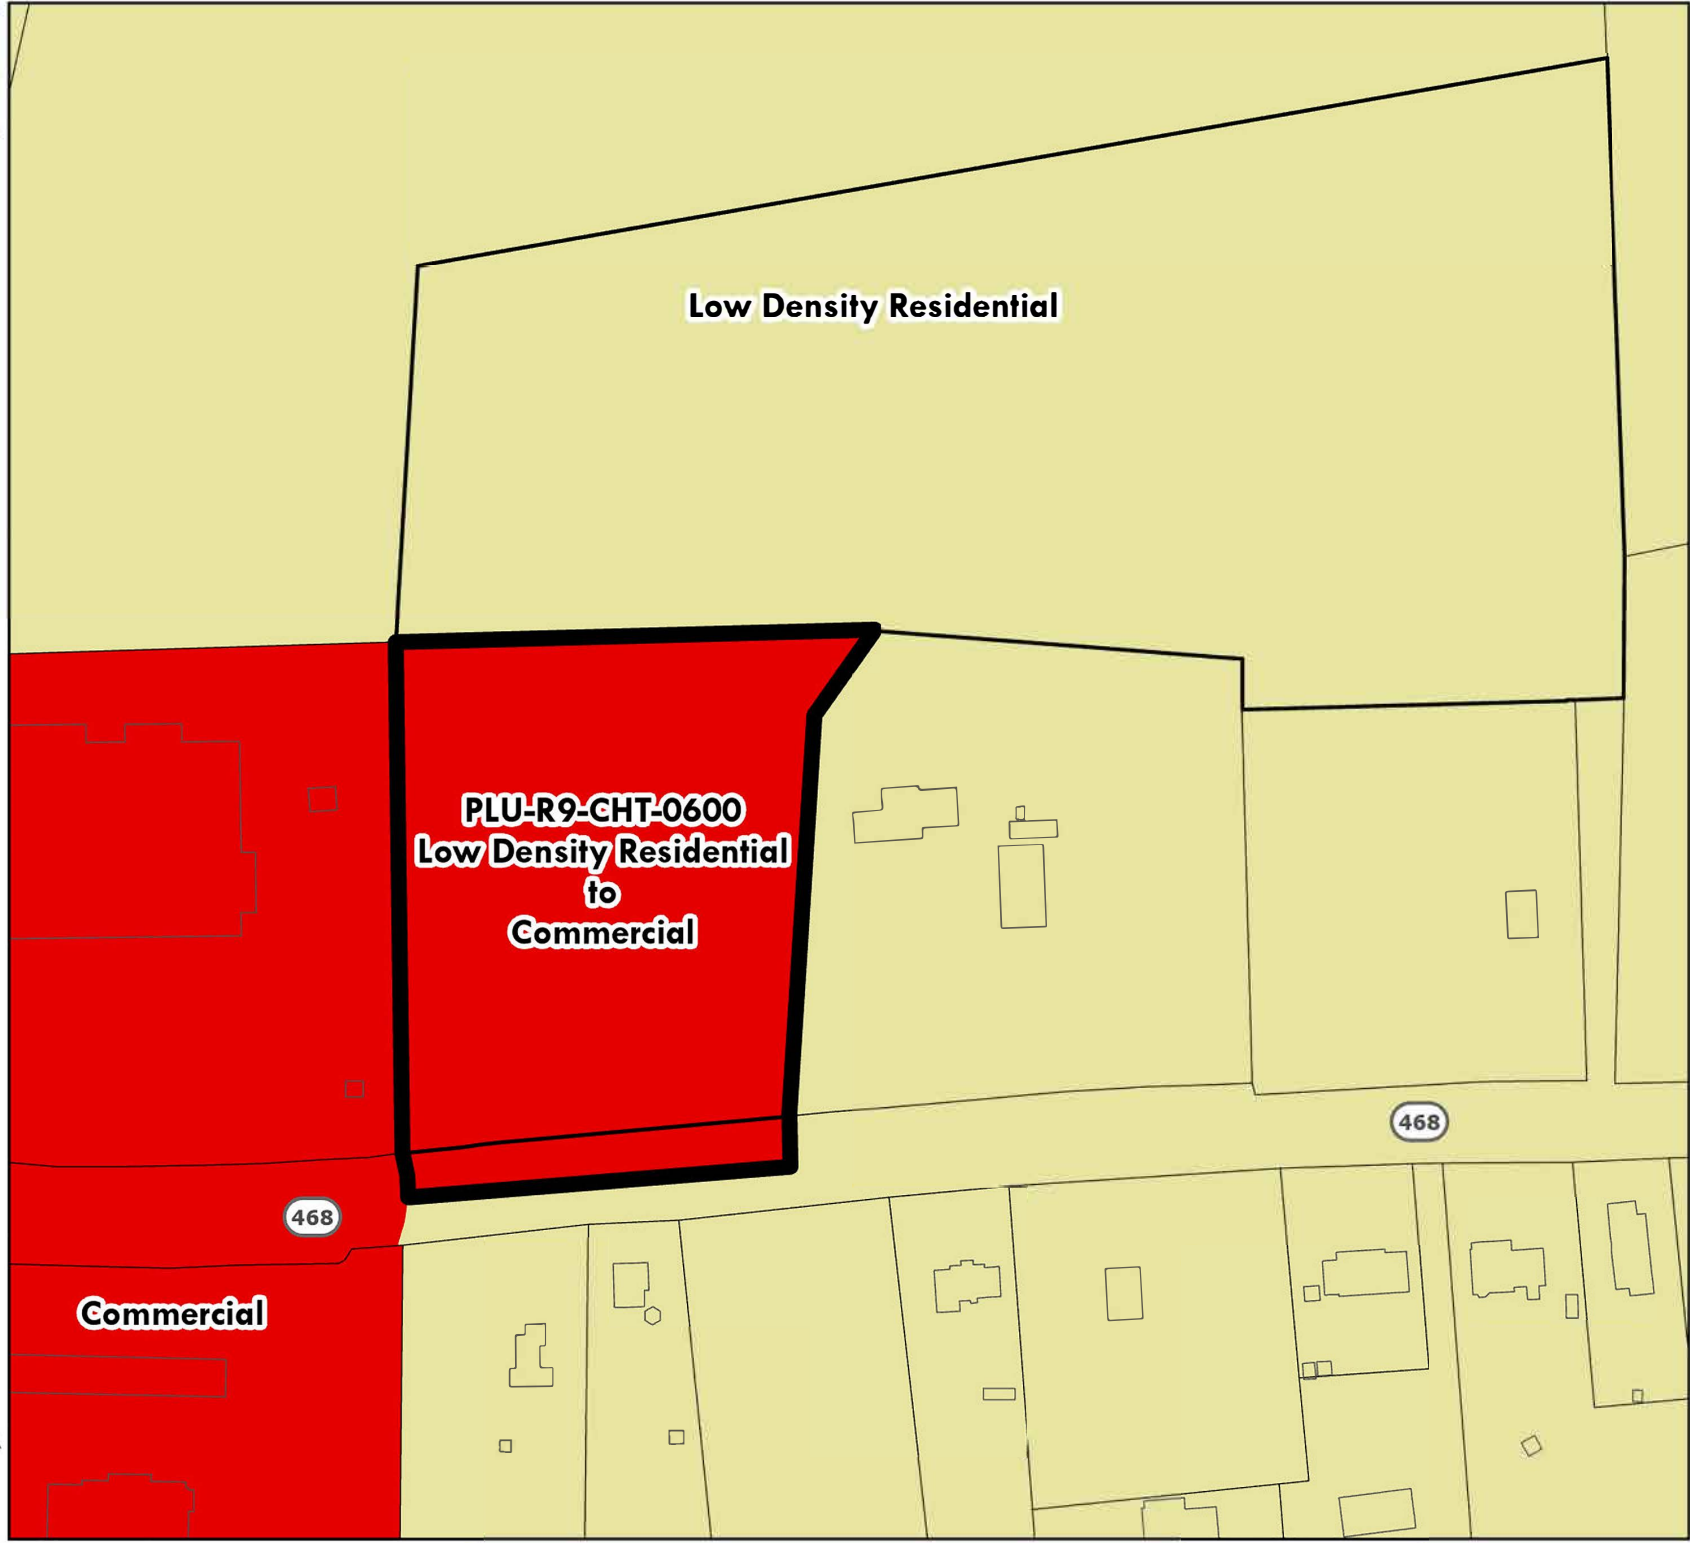 Low Density Residential
PLU-R9-CHT-0600
Low Density Residential
to
Commercial
468
468
Commercial